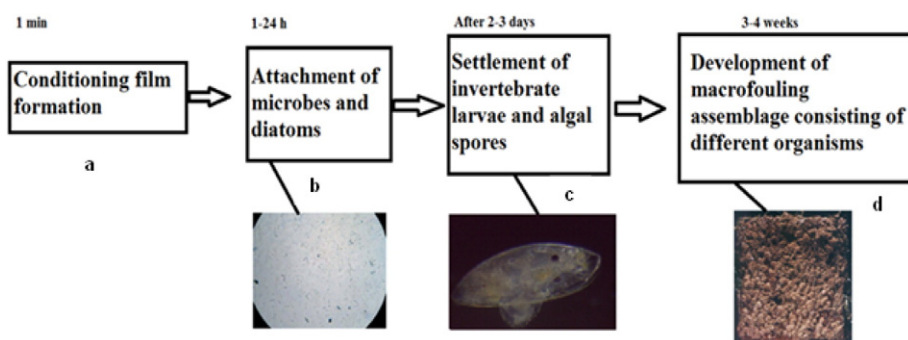 1 min
1-24 h
After 2-3 days
3-4 weeks
Conditioning film
formation
Attachment of
microbes and
diatoms
Settlement of
invertebrate
larvae and algal
spores
Development of
macrofouling
assemblage consisting of
different organisms
a
b
c
d